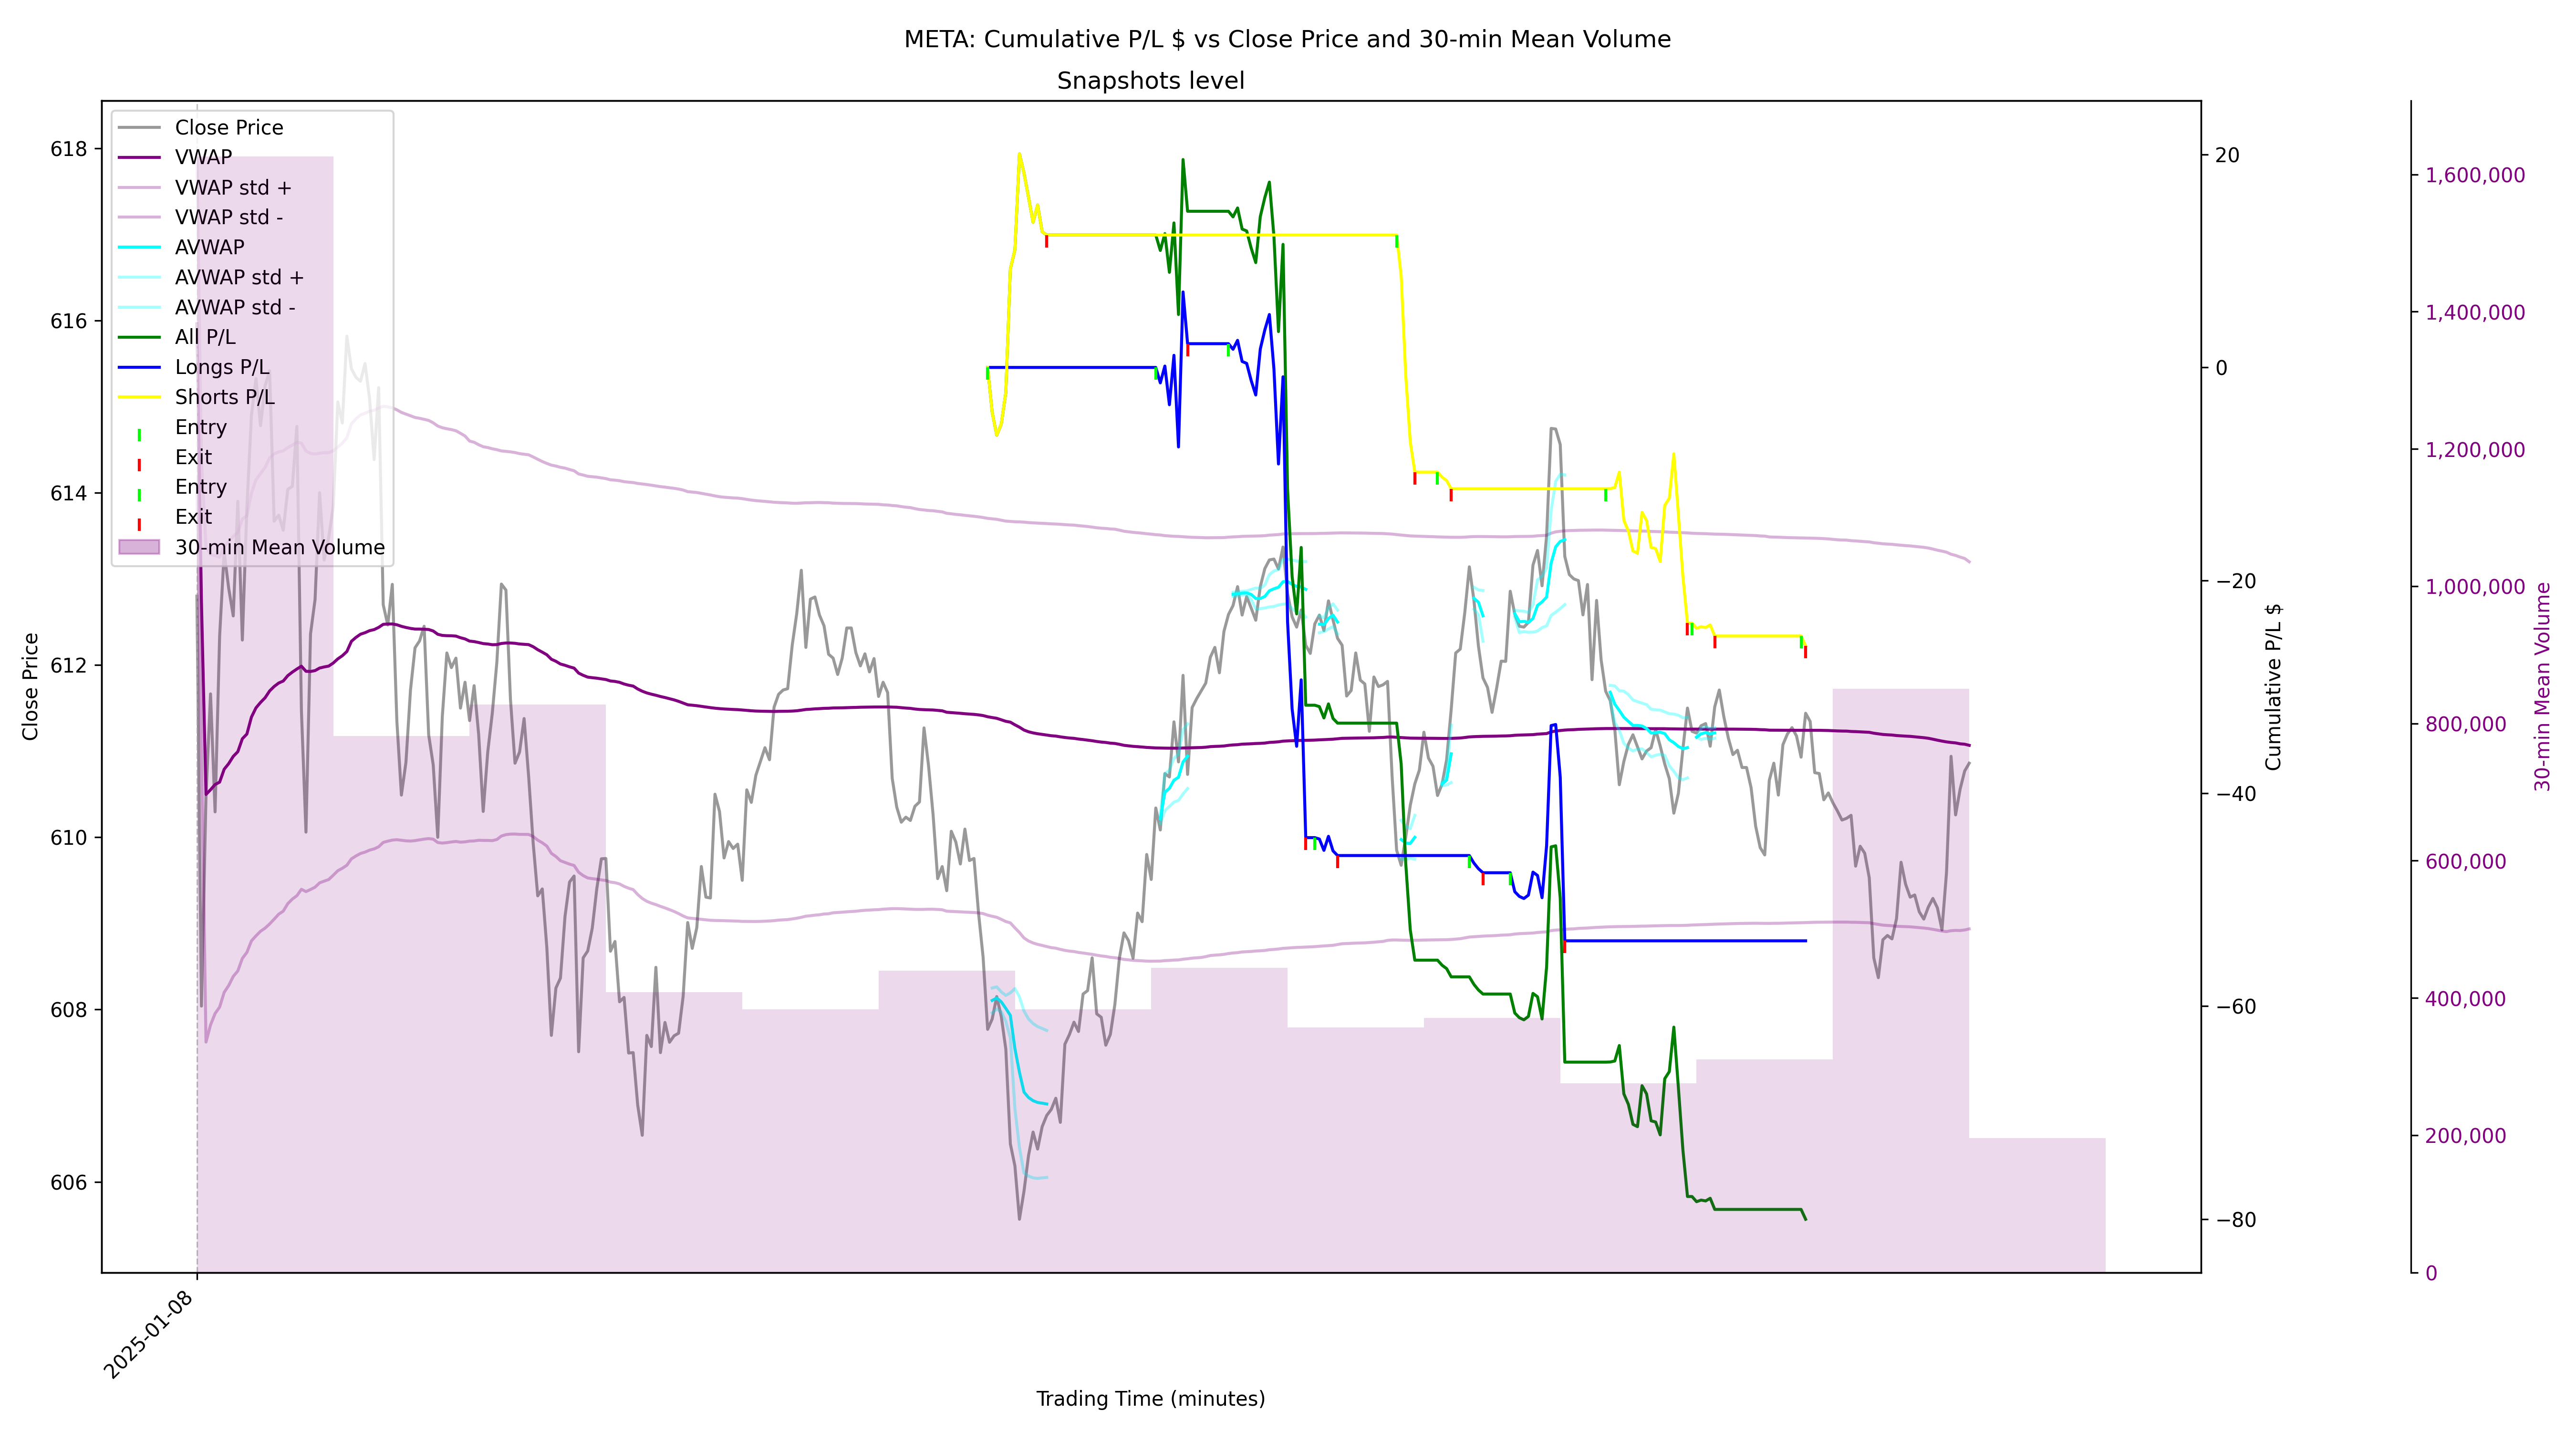 META: Cumulative P/L $ vs Close Price and 30-min Mean Volume
Snapshots level
Close Price
VWAP
VWAP std +
VWAP std -
AVWAP
AVWAP std +
AVWAP std -
All P/L
Longs P/L
Shorts P/L
Entry
Exit
Entry
Exit
30-min Mean Volume
618
616
614
612
610
608
606
Close Price
20
0
−20
−40
−60
−80
Cumulative P/L $
1,600,000
1,400,000
1,200,000
1,000,000
800,000
600,000
400,000
200,000
0
30-min Mean Volume
2025-01-08
Trading Time (minutes)